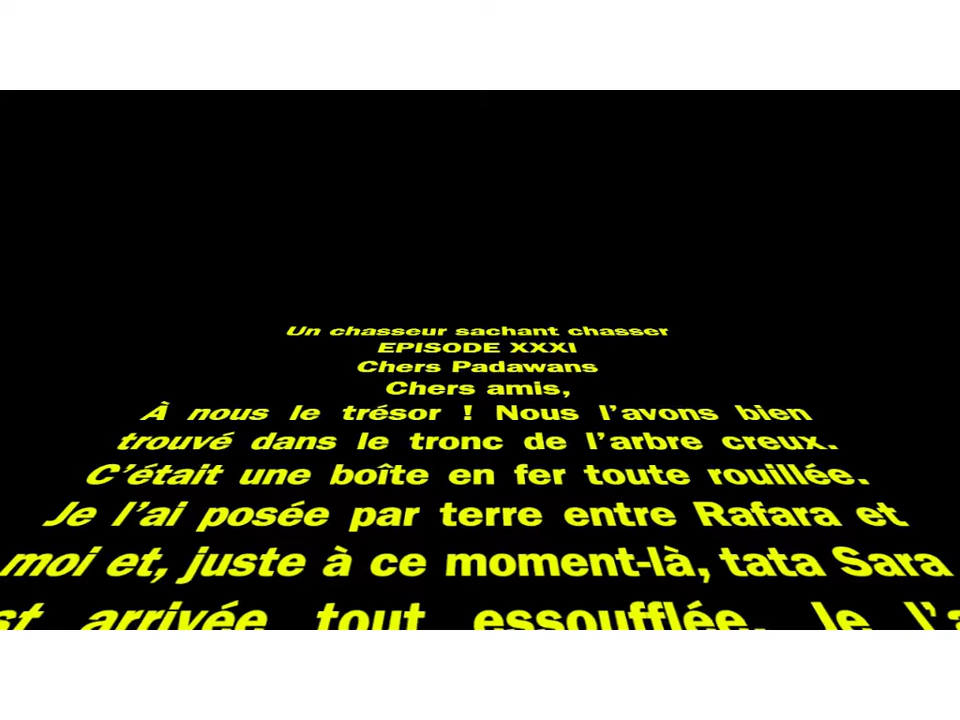 Un chasseur sachant chasser
EPISODE XXXI
Chers Padawans
Chers amis,
À nous le trésor ! Nous l’avons bien
trouvé dans le tronc de l’arbre creux.
C’était une boîte en fer toute rouillée.
Je l’ai posée par terre entre Rafara et
moi et, juste à ce moment-là, tata Sara
arrivée tout essoufflée. Je